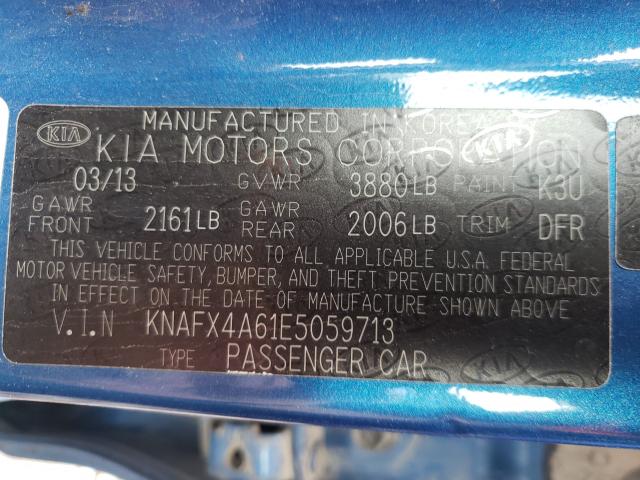 MANUFACTURED IN KOREA
KIA KIA MOTORS CORPORATION
03/13 GVWR 3880LB PAINT K3U
GAWR FRONT 2161LB GAWR REAR 2006LB TRIM DFR
THIS VEHICLE CONFORMS TO ALL APPLICABLE U.S.A. FEDERAL
MOTOR VEHICLE SAFETY, BUMPER, AND THEFT PREVENTION STANDARDS
IN EFFECT ON THE DATE OF MANUFACTURE SHOWN ABOVE
V.I.N KNAFX4A61E5059713
TYPE PASSENGER CAR